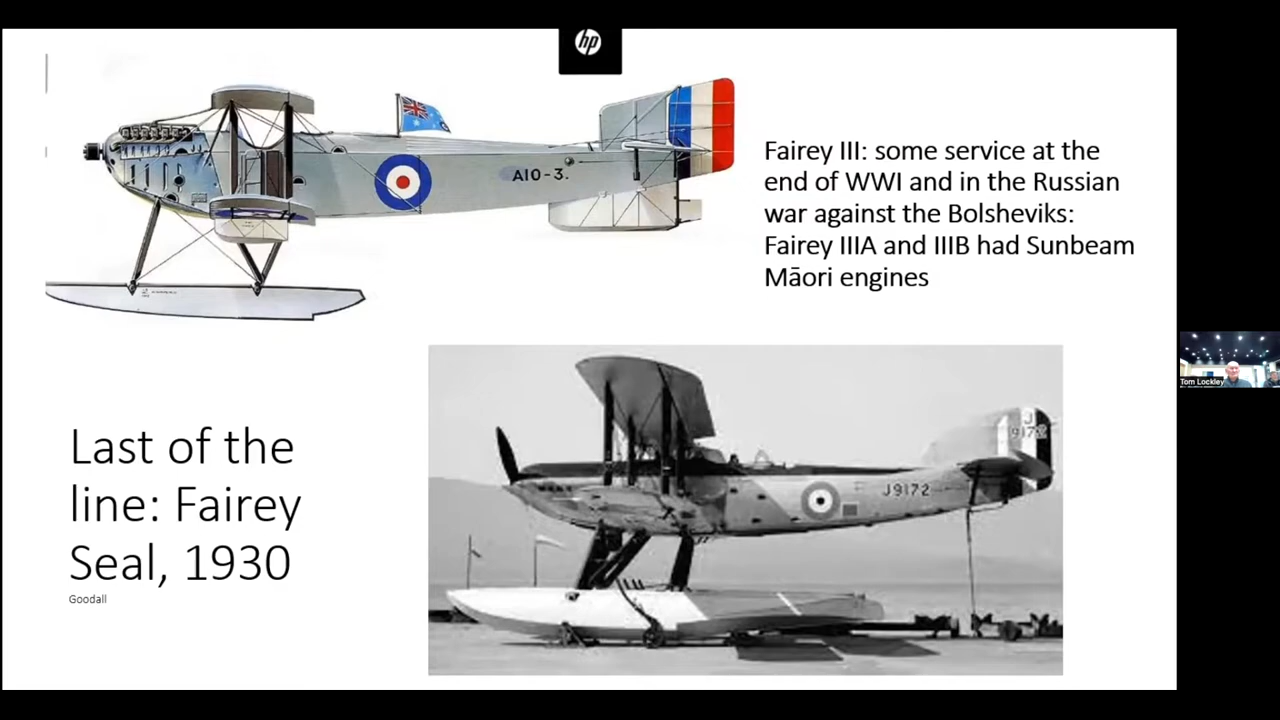 hp
A10-3.
Fairey III: some service at the
end of WWI and in the Russian
war against the Bolsheviks:
Fairey IIIA and IIIB had Sunbeam
Māori engines
Last of the
line: Fairey
Seal, 1930
Goodall
J
9172
J9172
Tom Lockley